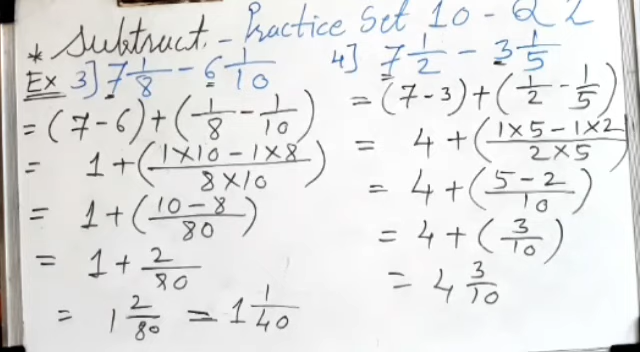 * Subtract. - Practice Set 10 - Q 2
Ex 3] 7 1/8 - 6 1/10
= (7-6) + (1/8 - 1/10)
= 1 + (1×10 - 1×8 / 8×10)
= 1 + (10-8 / 80)
= 1 + 2/80
= 1 2/80 = 1 1/40
4] 7 1/2 - 3 1/5
= (7-3) + (1/2 - 1/5)
= 4 + (1×5 - 1×2 / 2×5)
= 4 + (5-2 / 10)
= 4 + (3/10)
= 4 3/10